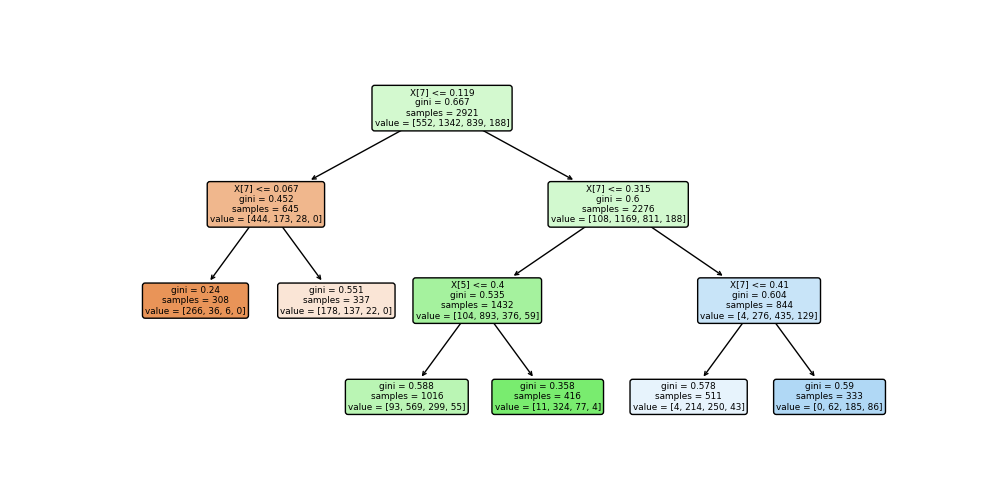 X[7] <= 0.119
gini = 0.667
samples = 2921
value = [552, 1342, 839, 188]
X[7] <= 0.067
gini = 0.452
samples = 645
value = [444, 173, 28, 0]
X[7] <= 0.315
gini = 0.6
samples = 2276
value = [108, 1169, 811, 188]
gini = 0.24
samples = 308
value = [266, 36, 6, 0]
gini = 0.551
samples = 337
value = [178, 137, 22, 0]
X[5] <= 0.4
gini = 0.535
samples = 1432
value = [104, 893, 376, 59]
X[7] <= 0.41
gini = 0.604
samples = 844
value = [4, 276, 435, 129]
gini = 0.588
samples = 1016
value = [93, 569, 299, 55]
gini = 0.358
samples = 416
value = [11, 324, 77, 4]
gini = 0.578
samples = 511
value = [4, 214, 250, 43]
gini = 0.59
samples = 333
value = [0, 62, 185, 86]